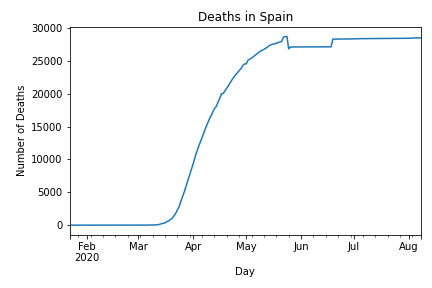 Deaths in Spain
30000
25000
20000
15000
10000
5000
0
Number of Deaths
Feb
2020
Mar
Apr
May
Jun
Jul
Aug
Day